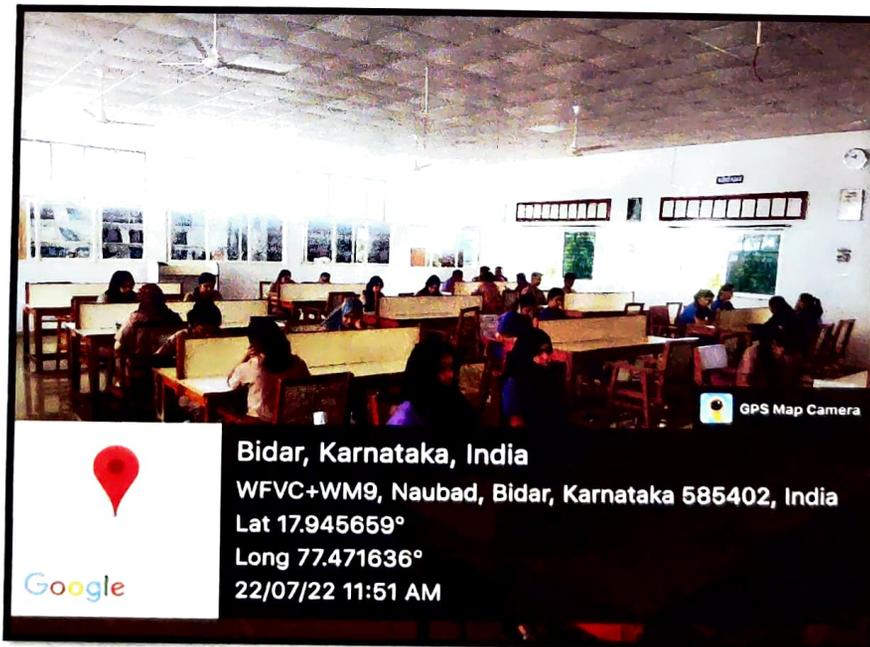 GPS Map Camera
Bidar, Karnataka, India
WFVC+WM9, Naubad, Bidar, Karnataka 585402, India
Lat 17.945659°
Long 77.471636°
22/07/22 11:51 AM
Google